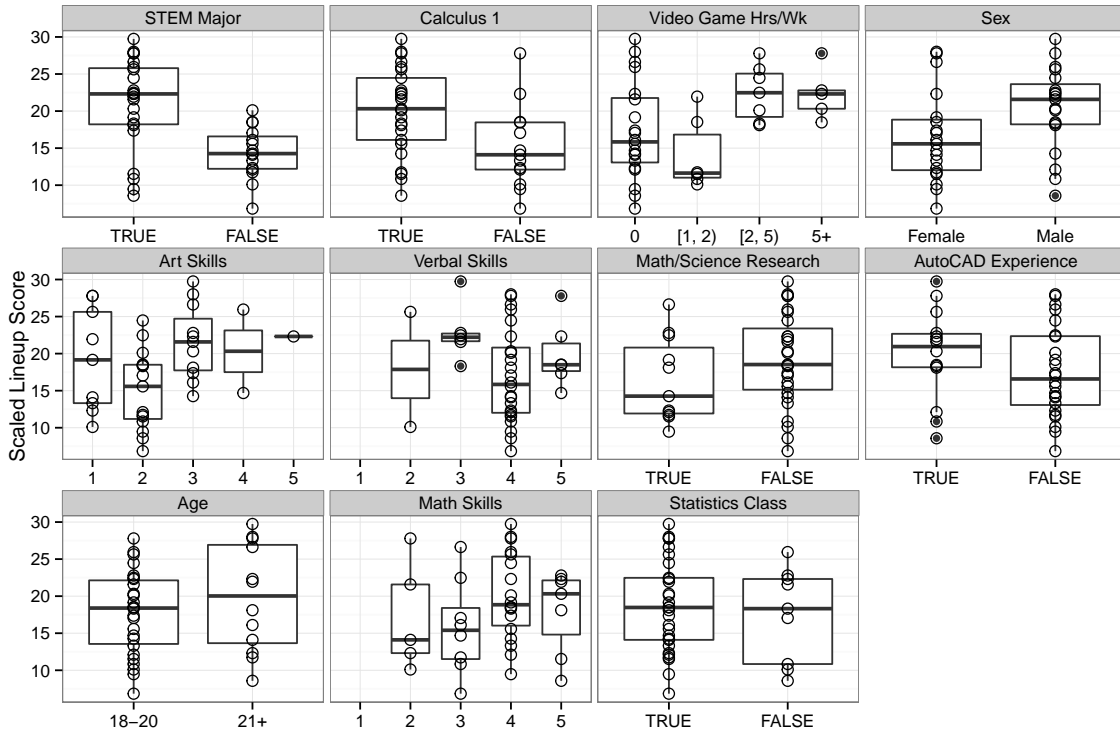 STEM Major Calculus 1 Video Game Hrs/Wk Sex
30
25
20
15
10
TRUE FALSE TRUE FALSE 0 [1, 2) [2, 5) 5+ Female Male
Art Skills Verbal Skills Math/Science Research AutoCAD Experience
Scaled Lineup Score
30
25
20
15
10
1 2 3 4 5 1 2 3 4 5 TRUE FALSE TRUE FALSE
Age Math Skills Statistics Class
30
25
20
15
10
18−20 21+ 1 2 3 4 5 TRUE FALSE